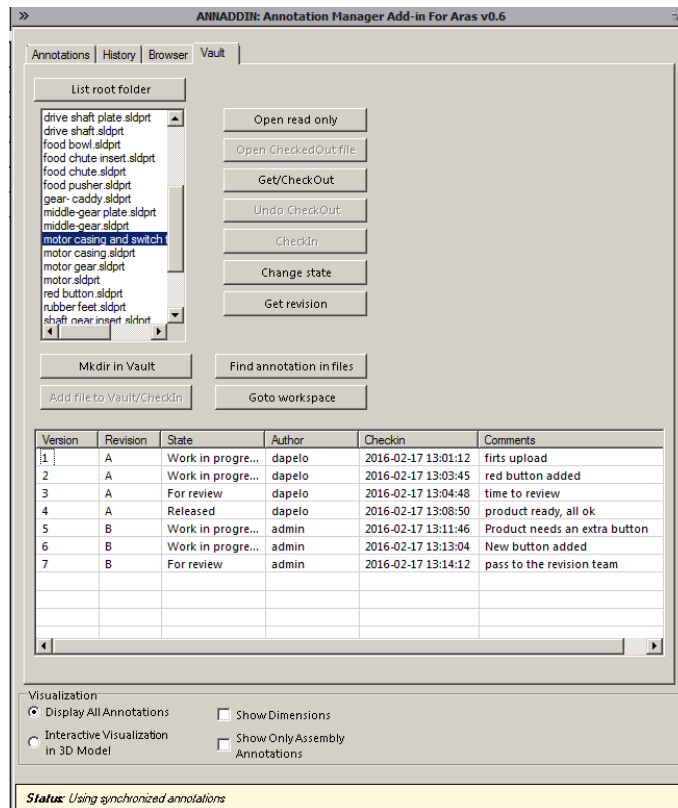 » ANNADDIN: Annotation Manager Add-in For Aras v0.6
Annotations History Browser Vault
List root folder
drive shaft plate.sldprt
drive shaft.sldprt
food bowl.sldprt
food chute insert.sldprt
food chute.sldprt
food pusher.sldprt
gear- caddy.sldprt
middle-gear plate.sldprt
middle-gear.sldprt
motor casing and switch
motor casing.sldprt
motor gear.sldprt
motor.sldprt
red button.sldprt
rubber feet.sldprt
shaft gear insert.sldprt
Open read only
Open CheckedOut file
Get/CheckOut
Undo CheckOut
CheckIn
Change state
Get revision
Mkdir in Vault Find annotation in files
Add file to Vault/CheckIn Goto workspace
Version Revision State Author Checkin Comments
1 A Work in progre... dapelo 2016-02-17 13:01:12 firts upload
2 A Work in progre... dapelo 2016-02-17 13:03:45 red button added
3 A For review dapelo 2016-02-17 13:04:48 time to review
4 A Released dapelo 2016-02-17 13:08:50 product ready, all ok
5 B Work in progre... admin 2016-02-17 13:11:46 Product needs an extra button
6 B Work in progre... admin 2016-02-17 13:13:04 New button added
7 B For review admin 2016-02-17 13:14:12 pass to the revision team
Visualization
Display All Annotations Show Dimensions
Interactive Visualization in 3D Model Show Only Assembly Annotations
Status: Using synchronized annotations